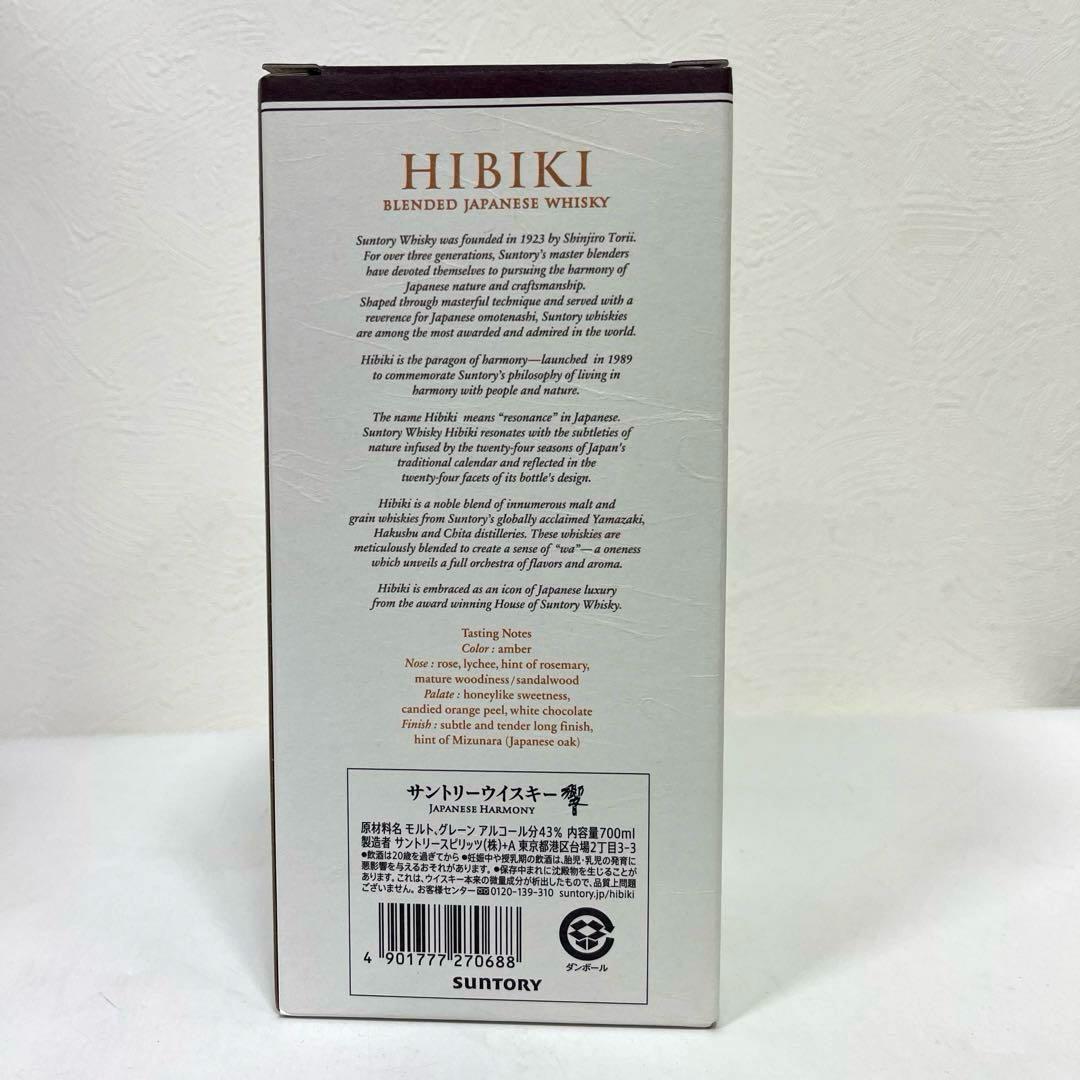 HIBIKI
BLENDED JAPANESE WHISKY
Suntory Whisky was founded in 1923 by Shinjiro Torii.
For over three generations, Suntory's master blenders
have devoted themselves to pursuing the harmony of
Japanese nature and craftsmanship.
Shaped through masterful technique and served with a
reverence for Japanese omotenashi, Suntory whiskies
are among the most awarded and admired in the world.
Hibiki is the paragon of harmony—launched in 1989
to commemorate Suntory's philosophy of living in
harmony with people and nature.
The name Hibiki means “resonance” in Japanese.
Suntory Whisky Hibiki resonates with the subtleties of
nature infused by the twenty-four seasons of Japan's
traditional calendar and reflected in the
twenty-four facets of its bottle's design.
Hibiki is a noble blend of innumerous malt and
grain whiskies from Suntory's globally acclaimed Yamazaki,
Hakushu and Chita distilleries. These whiskies are
meticulously blended to create a sense of “wa”—a oneness
which unveils a full orchestra of flavors and aroma.
Hibiki is embraced as an icon of Japanese luxury
from the award winning House of Suntory Whisky.
Tasting Notes
Color : amber
Nose : rose, lychee, hint of rosemary,
mature woodiness/sandalwood
Palate : honeylike sweetness,
candied orange peel, white chocolate
Finish : subtle and tender long finish,
hint of Mizunara (Japanese oak)
サントリーウイスキー響
JAPANESE HARMONY
原材料名 モルト、グレーン アルコール分43% 内容量700ml
製造者 サントリースピリッツ(株)+A 東京都港区台場2丁目3-3
●飲酒は20歳を過ぎてから ●妊娠中や授乳期の飲酒は、胎児・乳児の発育に
悪影響を与えるおそれがあります。●保存中まれに沈殿物を生じることが
あります。これは、ウイスキー本来の微量成分が析出したもので、品質上問題
ございません。お客様センター 0120-139-310 suntory.jp/hibiki
4 901777 270688
ダンボール
SUNTORY